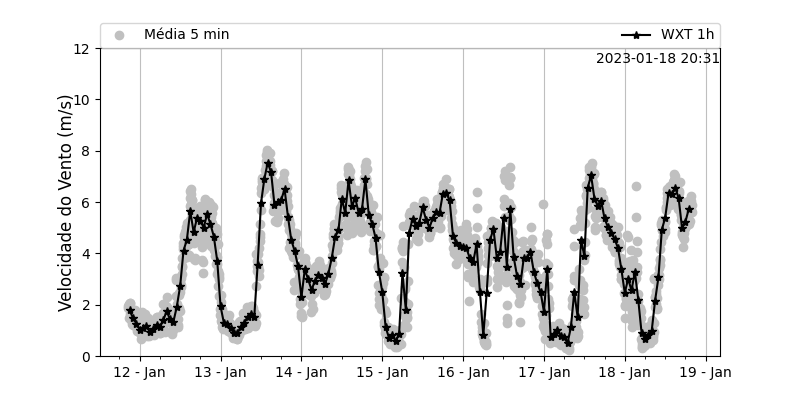 Média 5 min
WXT 1h
2023-01-18 20:31
Velocidade do Vento (m/s)
12
10
8
6
4
2
0
12 - Jan
13 - Jan
14 - Jan
15 - Jan
16 - Jan
17 - Jan
18 - Jan
19 - Jan